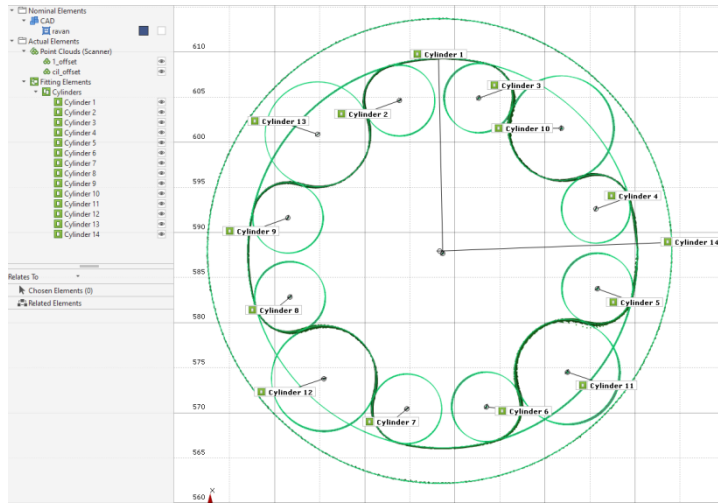 Nominal Elements
CAD
ravan
Actual Elements
Point Clouds (Scanner)
1_offset
cil_offset
Fitting Elements
Cylinders
Cylinder 1
Cylinder 2
Cylinder 3
Cylinder 4
Cylinder 5
Cylinder 6
Cylinder 7
Cylinder 8
Cylinder 9
Cylinder 10
Cylinder 11
Cylinder 12
Cylinder 13
Cylinder 14
Relates To
Chosen Elements (0)
Related Elements
610
Cylinder 1
605
Cylinder 3
Cylinder 2
Cylinder 13
Cylinder 10
600
595
Cylinder 4
590
Cylinder 9
Cylinder 14
585
Cylinder 8
Cylinder 5
580
575
Cylinder 12
Cylinder 11
570
Cylinder 7
Cylinder 6
565
560
X